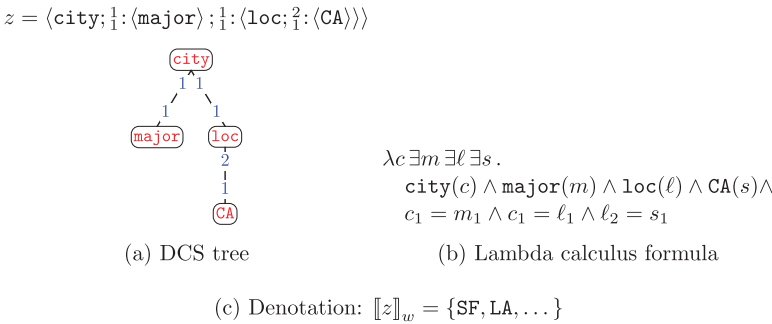 z = ⟨city; 1/1:⟨major⟩; 1/1:⟨loc; 2/1:⟨CA⟩⟩⟩
city
1 1
1 1
major loc
2
1
CA
λc ∃m ∃ℓ ∃s .
city(c) ∧ major(m) ∧ loc(ℓ) ∧ CA(s)∧
c₁ = m₁ ∧ c₁ = ℓ₁ ∧ ℓ₂ = s₁
(a) DCS tree
(b) Lambda calculus formula
(c) Denotation: ⟦z⟧w = {SF, LA, . . . }